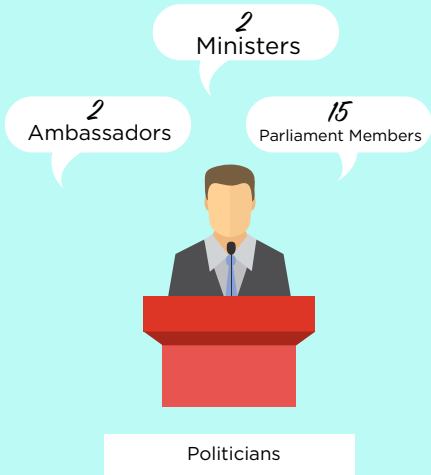 2
Ministers
2
Ambassadors
15
Parliament Members
Politicians